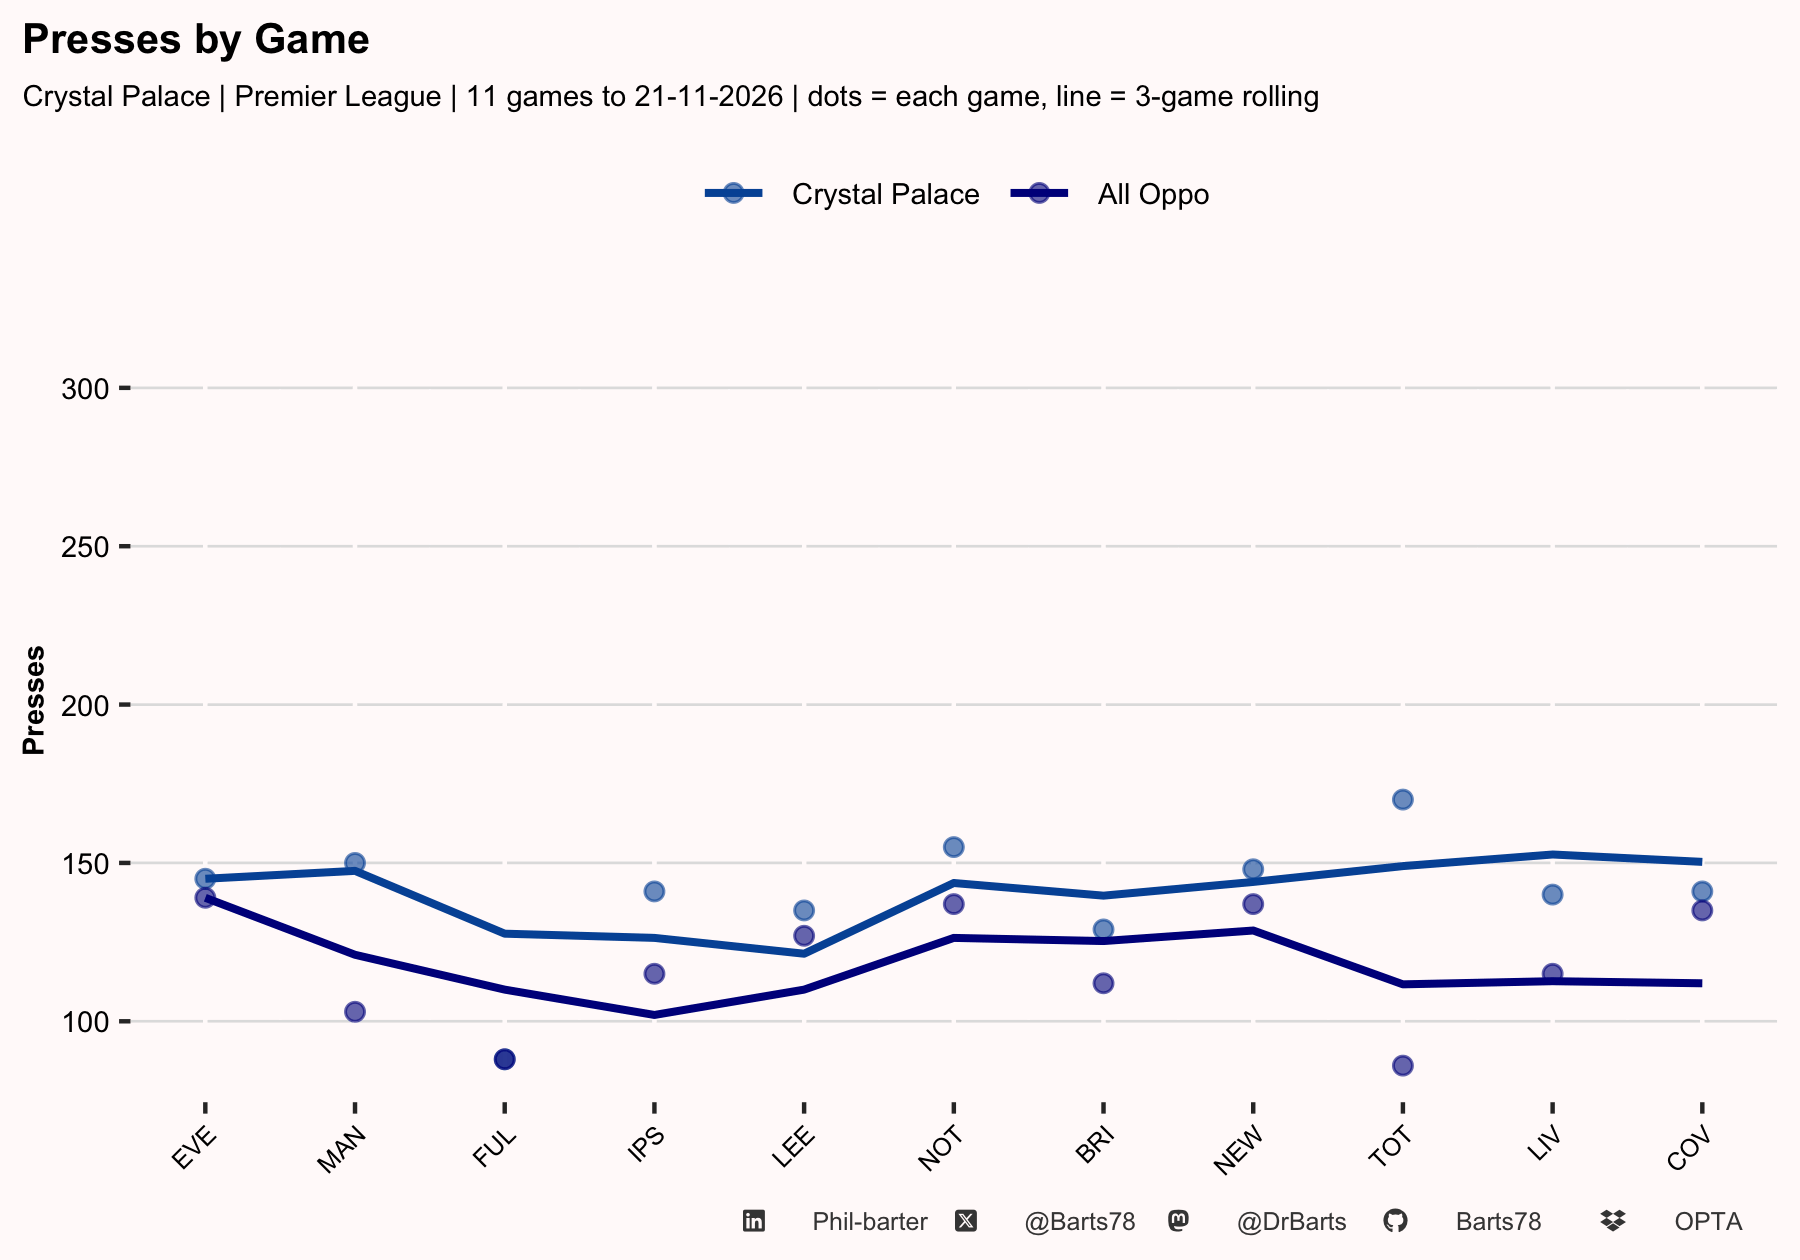 Presses by Game
Crystal Palace | Premier League | 11 games to 21-11-2026 | dots = each game, line = 3-game rolling
Crystal Palace All Oppo
300
250
200
150
100
Presses
EVE MAN FUL IPS LEE NOT BRI NEW TOT LIV COV
Phil-barter @Barts78 @DrBarts Barts78 OPTA